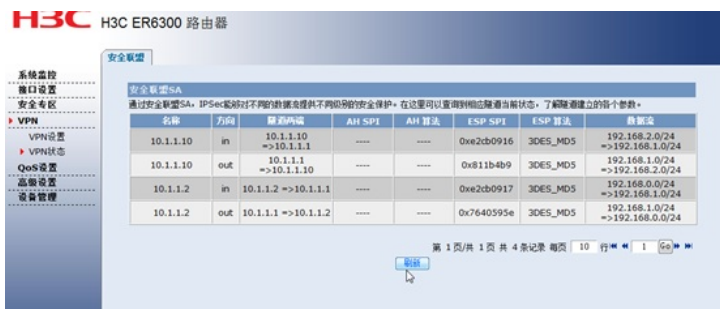 H3C H3C ER6300 路由器
安全联盟
系统监控
接口设置
安全专区
VPN
VPN设置
VPN状态
QoS设置
高级设置
设备管理
安全联盟SA
通过安全联盟SA，IPSec能够对不同的数据流提供不同级别的安全保护。在这里可以查询到相应隧道当前状态，了解隧道建立的各个参数。
名称 方向 隧道两端 AH SPI AH 算法 ESP SPI ESP 算法 数据流
10.1.1.10 in 10.1.1.10 =>10.1.1.1 ---- ---- 0xe2cb0916 3DES_MD5 192.168.2.0/24 =>192.168.1.0/24
10.1.1.10 out 10.1.1.1 =>10.1.1.10 ---- ---- 0x811b4b9 3DES_MD5 192.168.1.0/24 =>192.168.2.0/24
10.1.1.2 in 10.1.1.2 =>10.1.1.1 ---- ---- 0xe2cb0917 3DES_MD5 192.168.0.0/24 =>192.168.1.0/24
10.1.1.2 out 10.1.1.1 =>10.1.1.2 ---- ---- 0x7640595e 3DES_MD5 192.168.1.0/24 =>192.168.0.0/24
第 1 页/共 1 页 共 4 条记录 每页 10 行 1 Go
刷新